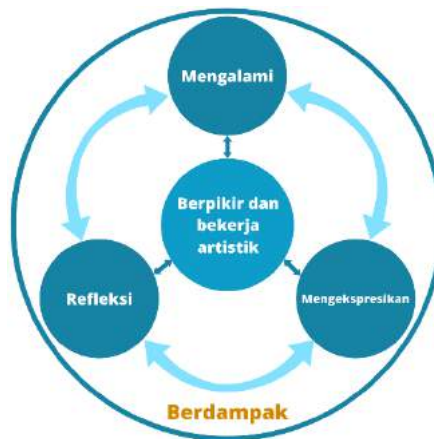 Mengalami
Berpikir dan
bekerja
artistik
Refleksi
Mengekspresikan
Berdampak